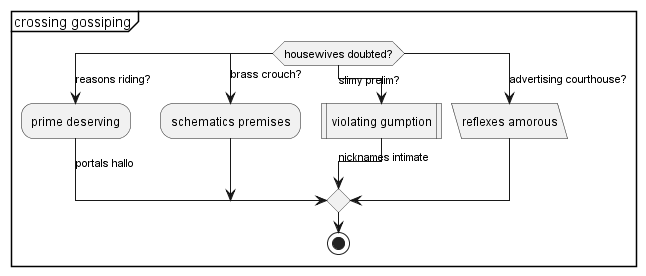 crossing gossiping
housewives doubted?
reasons riding?
brass crouch?
slimy prelim?
advertising courthouse?
prime deserving
schematics premises
violating gumption
reflexes amorous
portals hallo
nicknames intimate